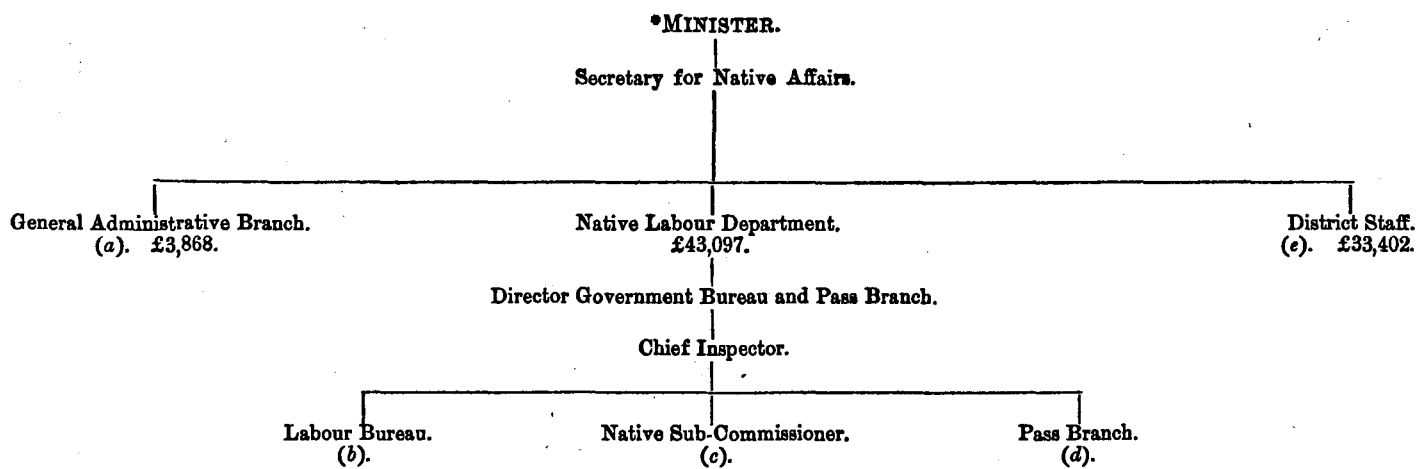 *MINISTER.
Secretary for Native Affairs.
General Administrative Branch.
(a). £3,868.
Native Labour Department.
£43,097.
District Staff.
(e). £33,402.
Director Government Bureau and Pass Branch.
Chief Inspector.
Labour Bureau.
(b).
Native Sub-Commissioner.
(c).
Pass Branch.
(d).